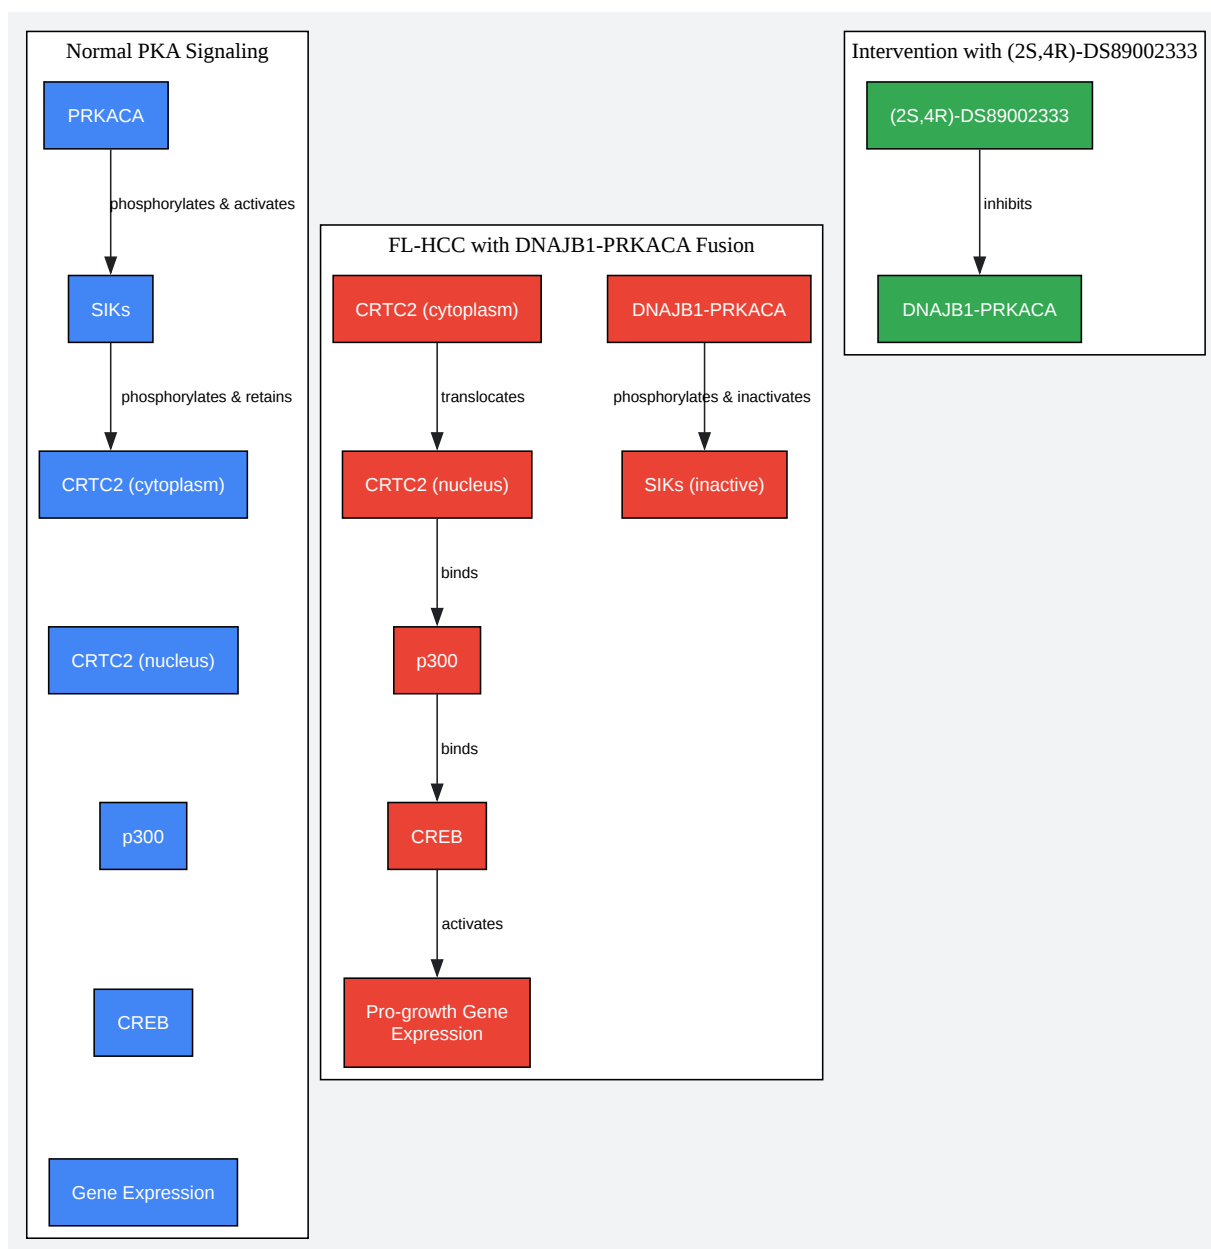 Normal PKA Signaling
PRKACA
phosphorylates & activates
SIKs
phosphorylates & retains
CRTC2 (cytoplasm)
CRTC2 (nucleus)
p300
CREB
Gene Expression
FL-HCC with DNAJB1-PRKACA Fusion
CRTC2 (cytoplasm)
translocates
CRTC2 (nucleus)
binds
p300
binds
CREB
activates
Pro-growth Gene
Expression
DNAJB1-PRKACA
phosphorylates & inactivates
SIKs (inactive)
Intervention with (2S,4R)-DS89002333
(2S,4R)-DS89002333
inhibits
DNAJB1-PRKACA